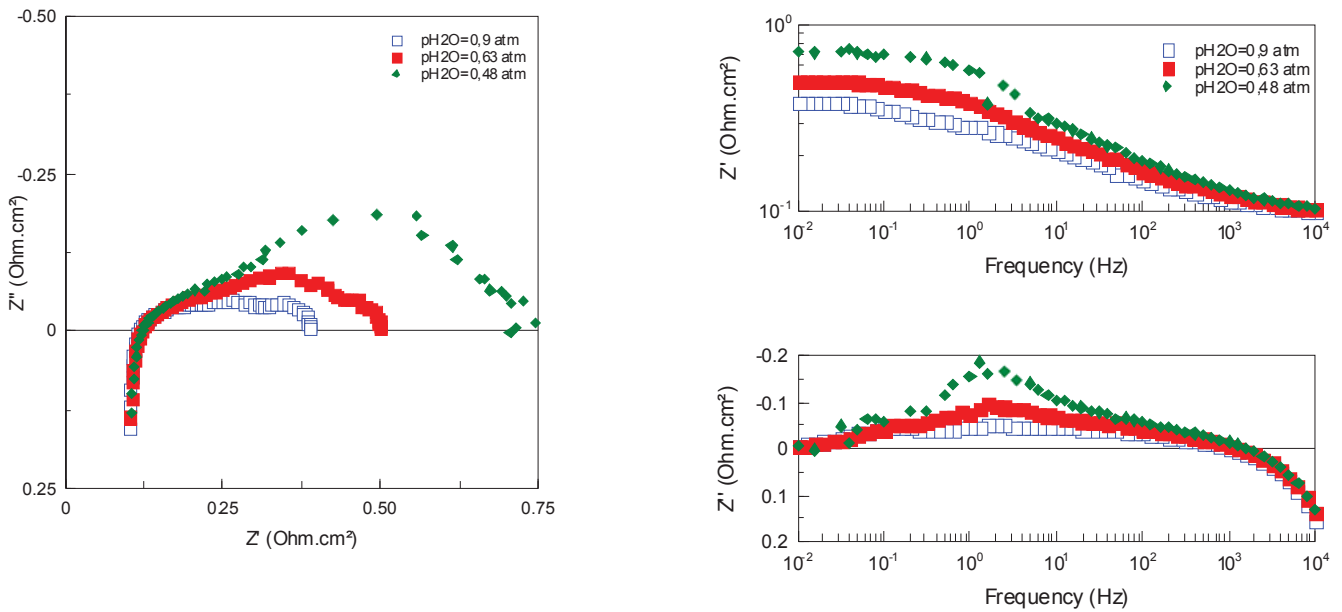 -0.50
-0.25
0
0.25
Z'' (Ohm.cm²)
pH2O=0,9 atm
pH2O=0,63 atm
pH2O=0,48 atm
0 0.25 0.50 0.75
Z' (Ohm.cm²)
10⁰
10⁻¹
Z' (Ohm.cm²)
pH2O=0,9 atm
pH2O=0,63 atm
pH2O=0,48 atm
10⁻² 10⁻¹ 10⁰ 10¹ 10² 10³ 10⁴
Frequency (Hz)
-0.2
-0.1
0
0.1
0.2
Z'' (Ohm.cm²)
10⁻² 10⁻¹ 10⁰ 10¹ 10² 10³ 10⁴
Frequency (Hz)